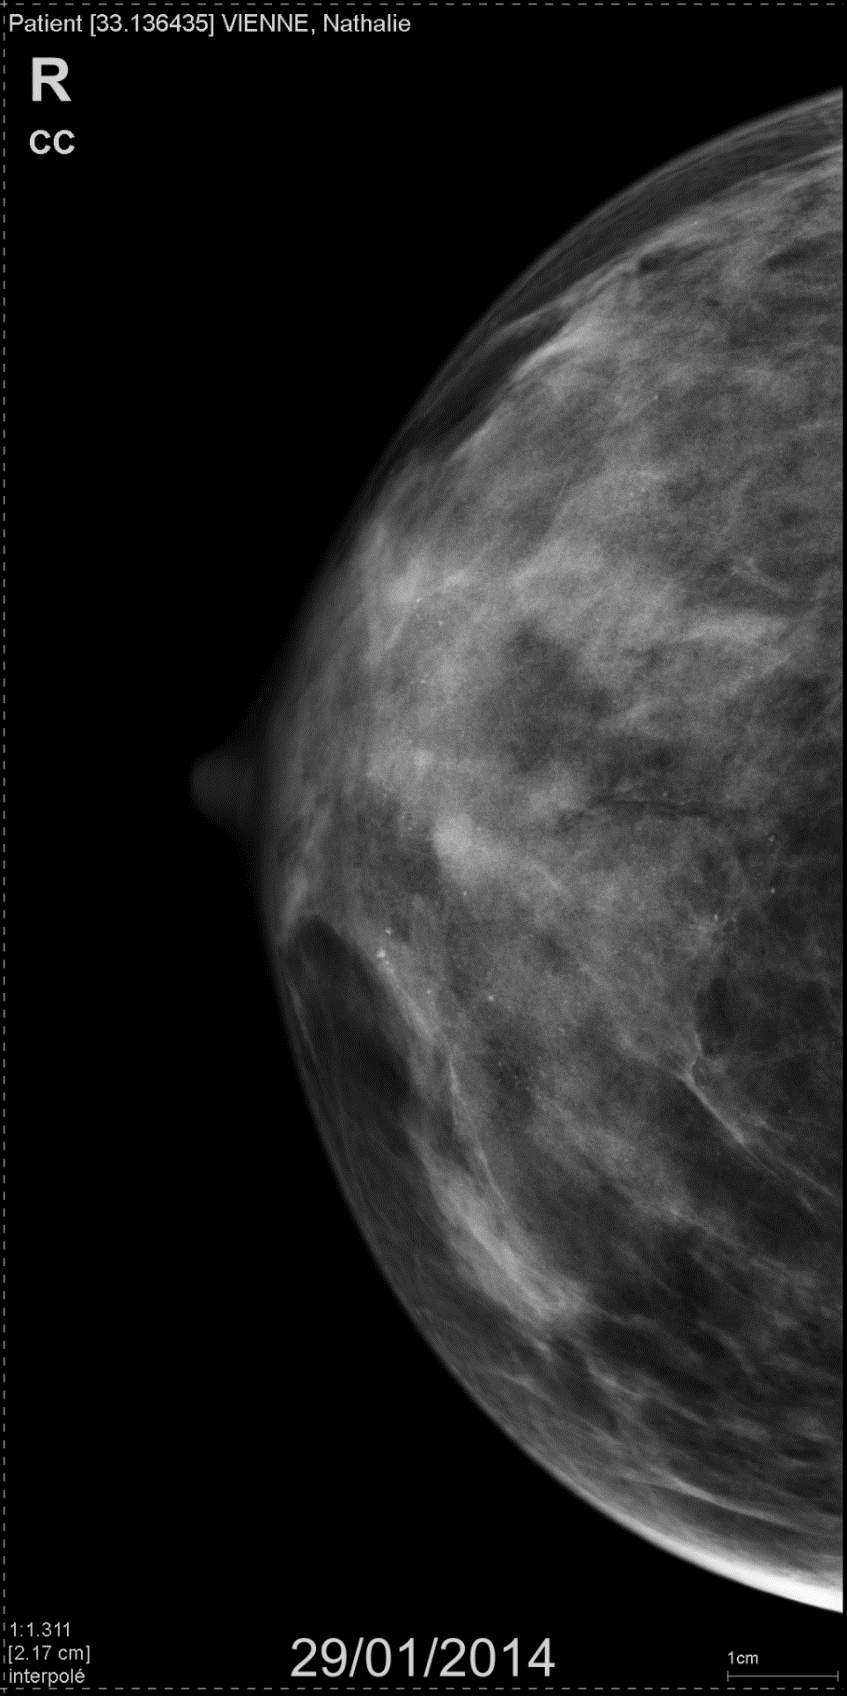 Patient [33.136435] VIENNE, Nathalie
R
CC
1:1.311
[2.17 cm]
interpolé
29/01/2014
1cm